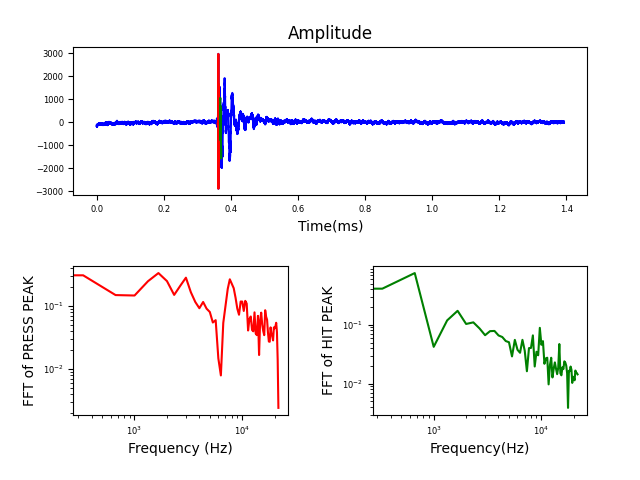 Amplitude
3000
2000
1000
0
−1000
−2000
−3000
0.0 0.2 0.4 0.6 0.8 1.0 1.2 1.4
Time(ms)
FFT of PRESS PEAK
10⁻¹
10⁻²
10³ 10⁴
Frequency (Hz)
FFT of HIT PEAK
10⁻¹
10⁻²
10³ 10⁴
Frequency(Hz)